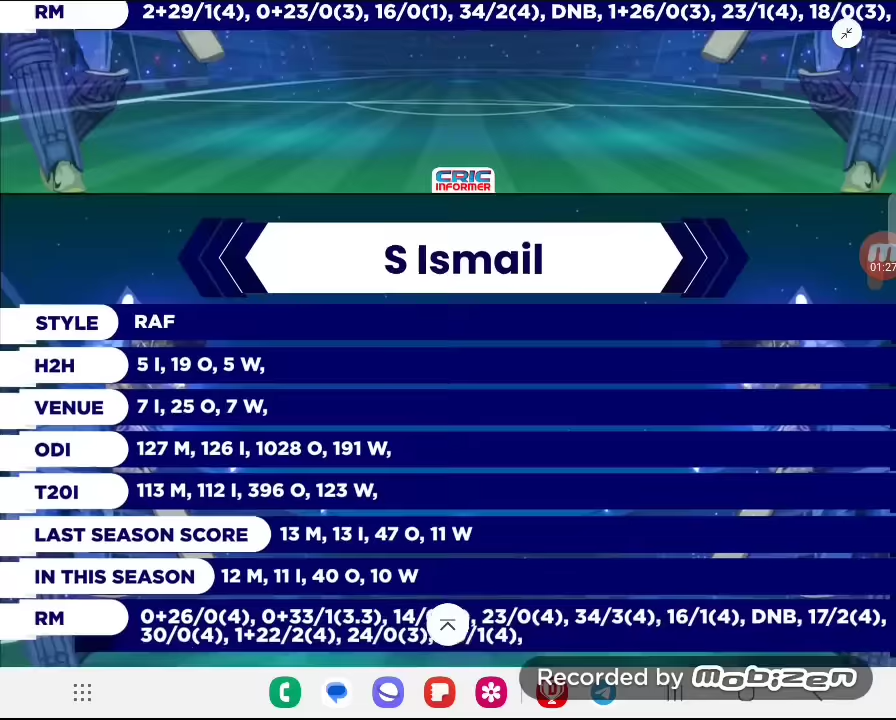 RM 2+29/1(4), 0+23/0(3), 16/0(1), 34/2(4), DNB, 1+26/0(3), 23/1(4), 18/0(3),
CRIC
INFORMER
S Ismail
01:27
STYLE RAF
H2H 5 I, 19 O, 5 W,
VENUE 7 I, 25 O, 7 W,
ODI 127 M, 126 I, 1028 O, 191 W,
T20I 113 M, 112 I, 396 O, 123 W,
LAST SEASON SCORE 13 M, 13 I, 47 O, 11 W
IN THIS SEASON 12 M, 11 I, 40 O, 10 W
RM 0+26/0(4), 0+33/1(3.3), 23/0(4), 34/3(4), 16/1(4), DNB, 17/2(4),
30/0(4), 1+22/2(4), 24/0(3),
Recorded by mobizen